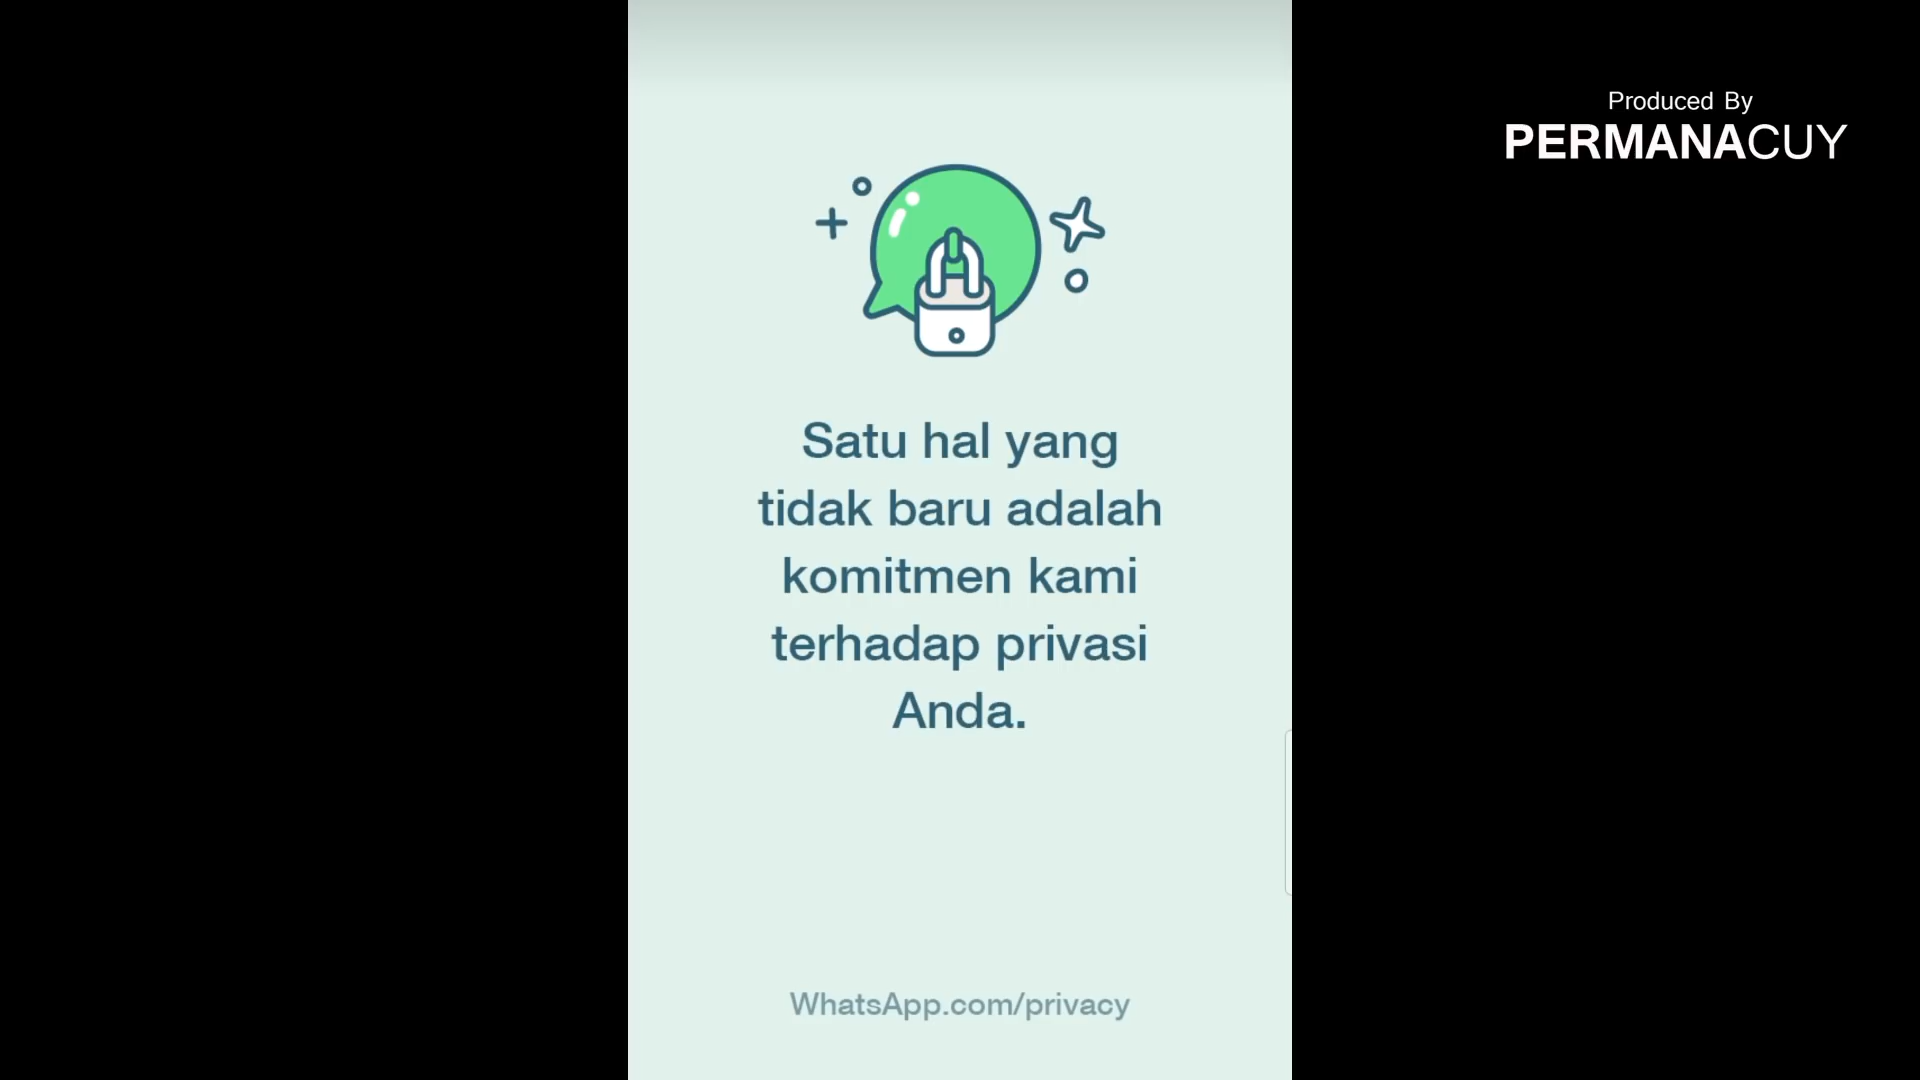 Produced By
PERMANACUY
Satu hal yang
tidak baru adalah
komitmen kami
terhadap privasi
Anda.
WhatsApp.com/privacy